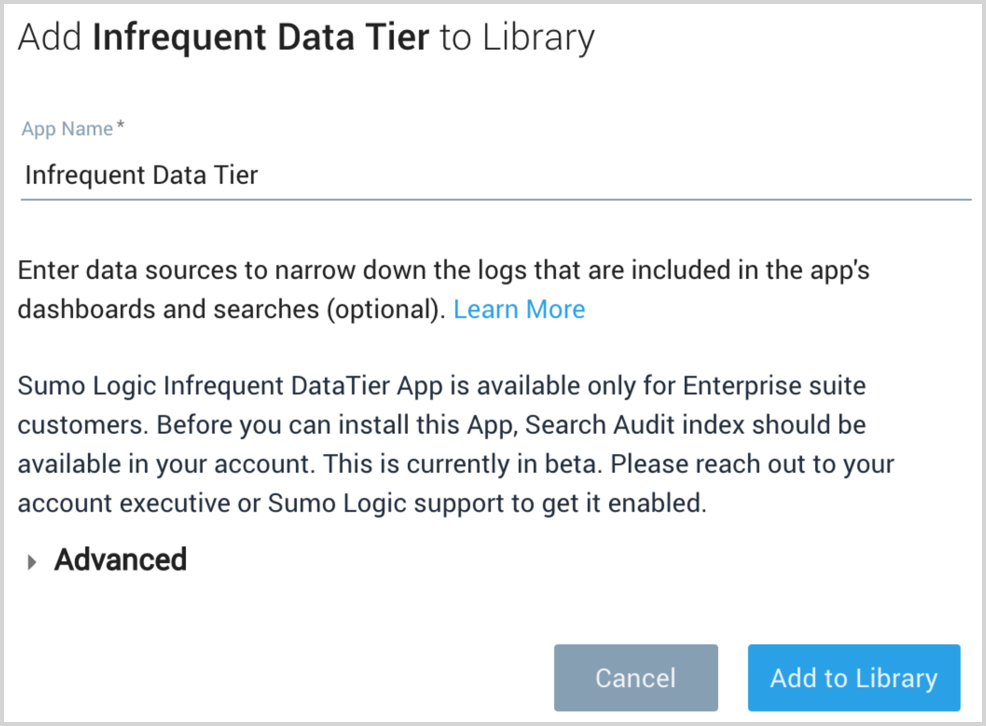 Add Infrequent Data Tier to Library
App Name*
Infrequent Data Tier
Enter data sources to narrow down the logs that are included in the app's
dashboards and searches (optional). Learn More
Sumo Logic Infrequent DataTier App is available only for Enterprise suite
customers. Before you can install this App, Search Audit index should be
available in your account. This is currently in beta. Please reach out to your
account executive or Sumo Logic support to get it enabled.
Advanced
Cancel
Add to Library